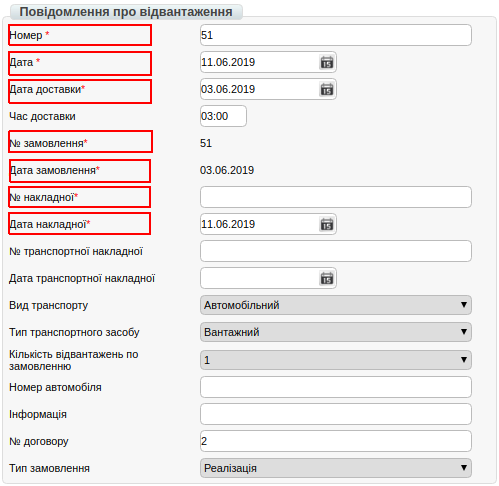 Повідомлення про відвантаження
Номер * 51
Дата * 11.06.2019
Дата доставки* 03.06.2019
Час доставки 03:00
№ замовлення* 51
Дата замовлення* 03.06.2019
№ накладної*
Дата накладної* 11.06.2019
№ транспортної накладної
Дата транспортної накладної
Вид транспорту Автомобільний
Тип транспортного засобу Вантажний
Кількість відвантажень по
замовленню 1
Номер автомобіля
Інформація
№ договору 2
Тип замовлення Реалізація